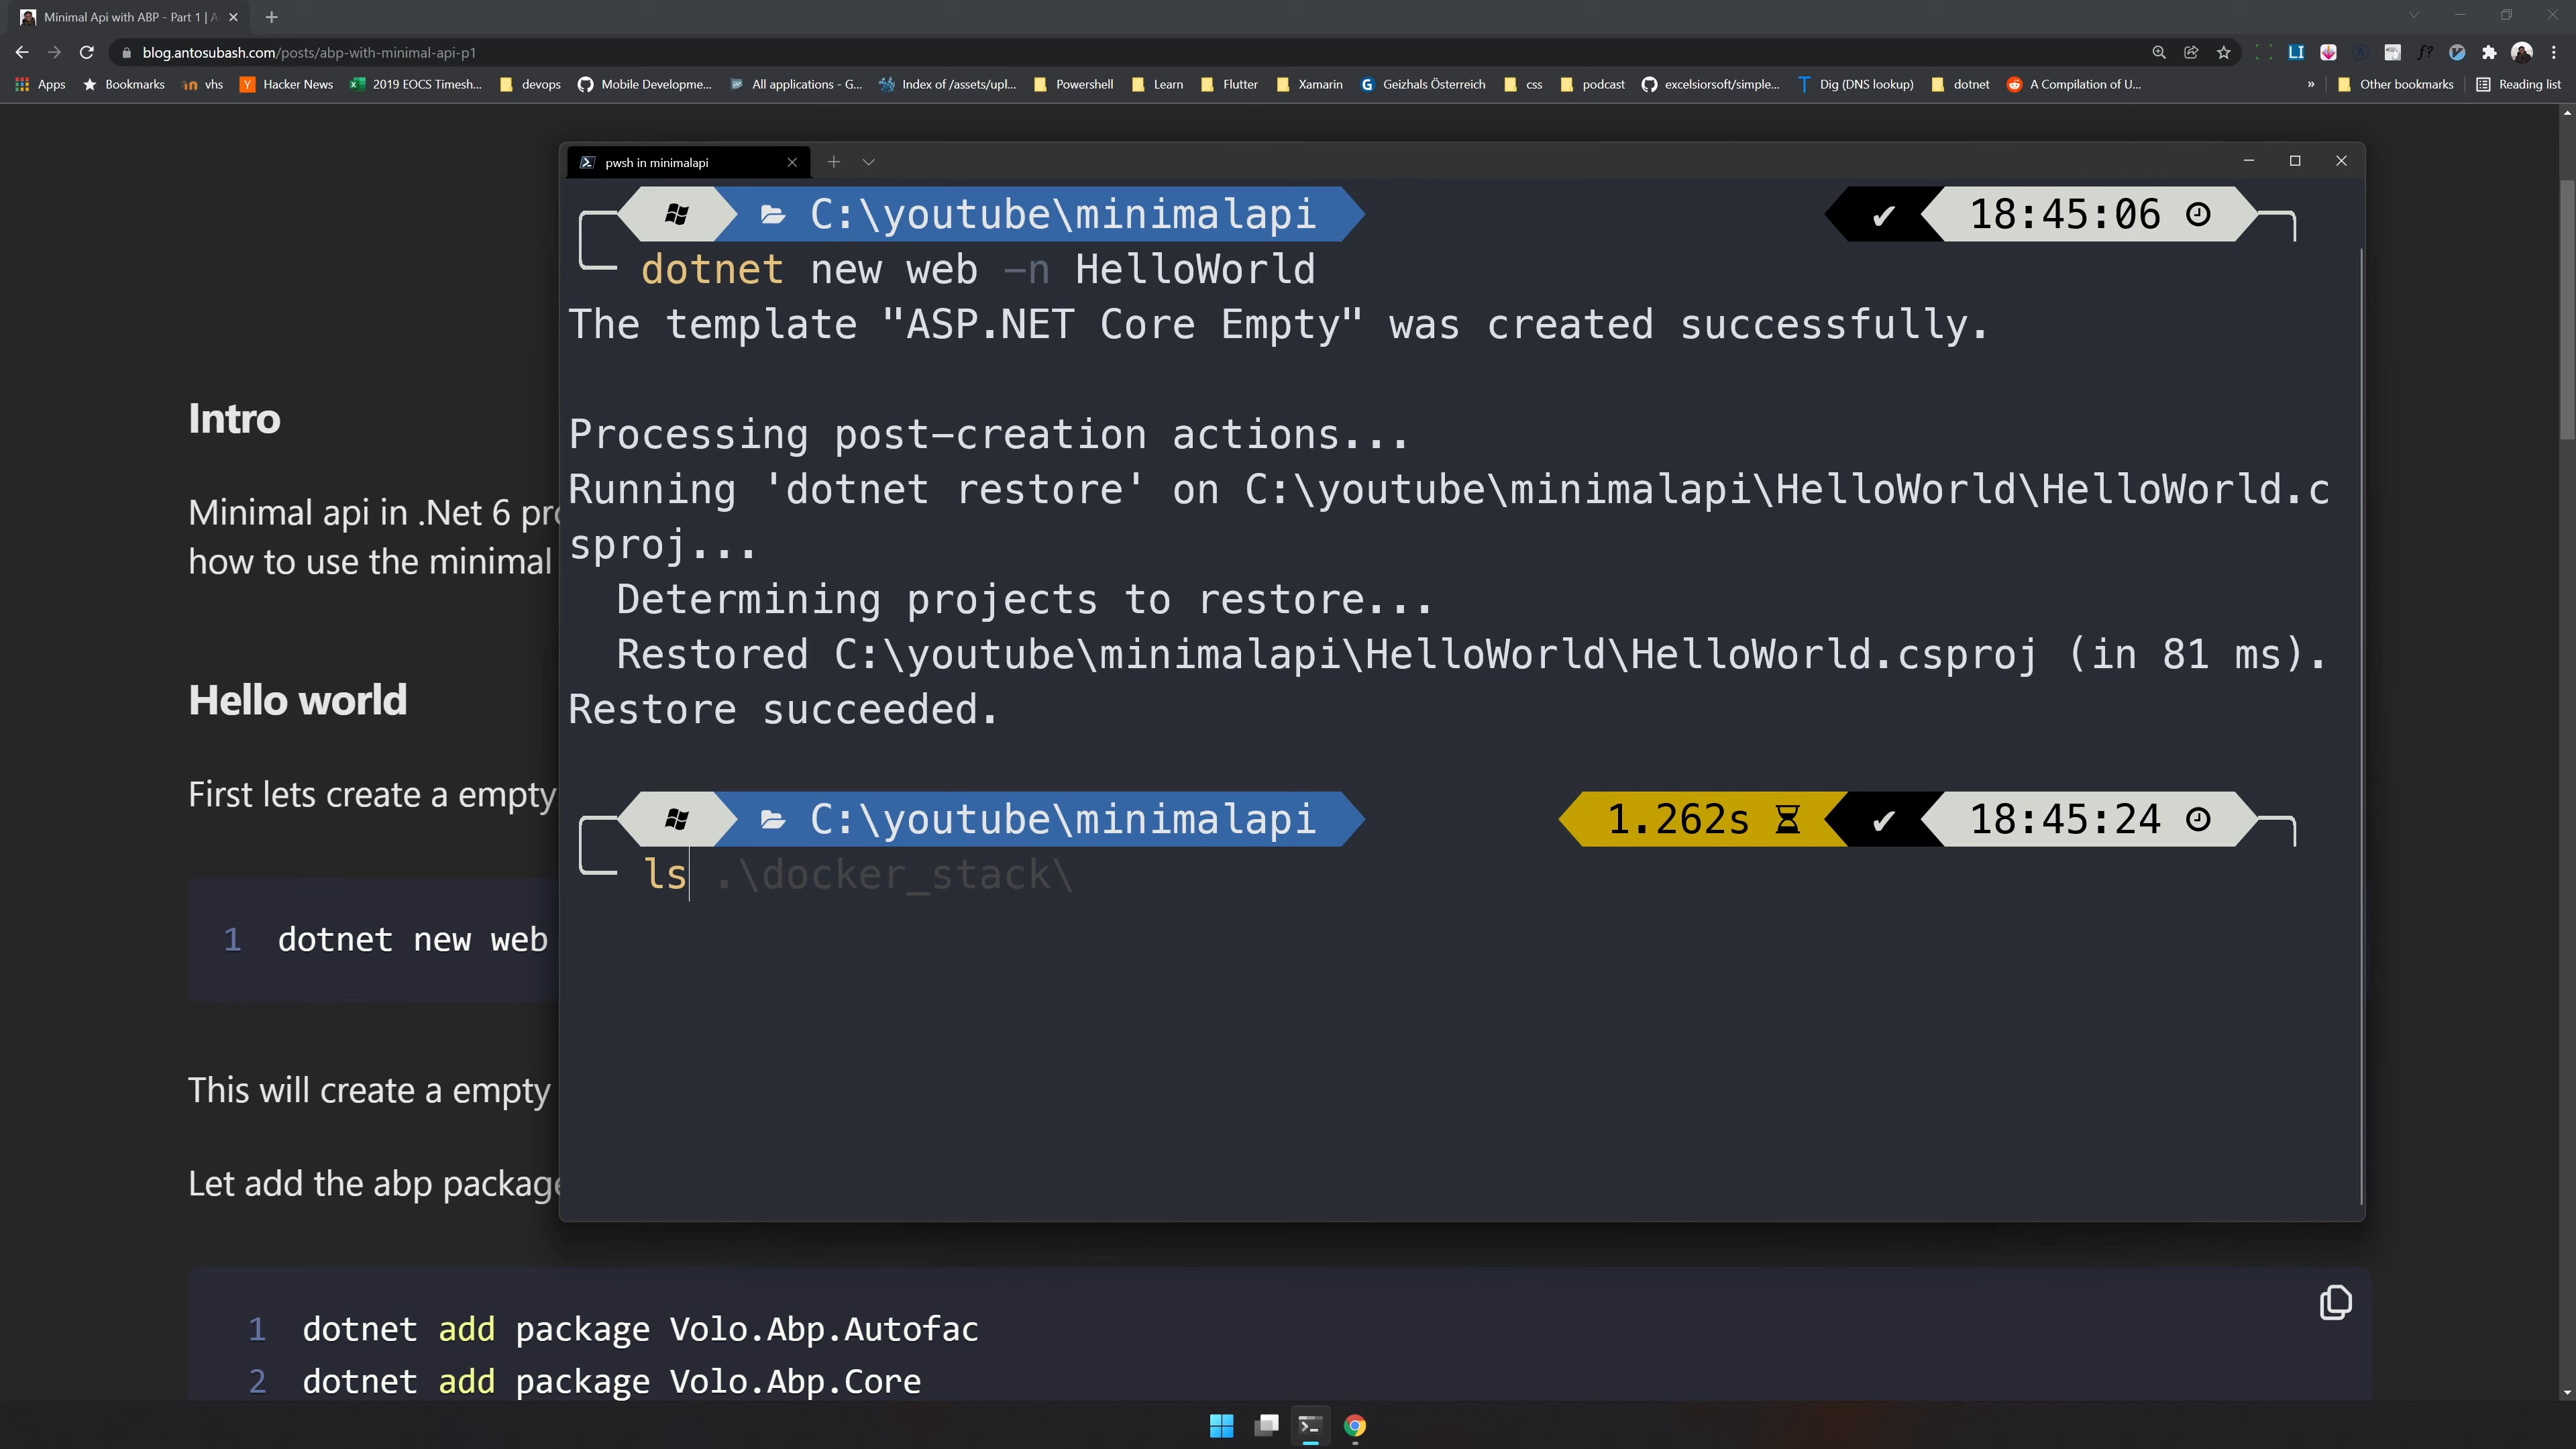 Minimal Api with ABP - Part 1 | A
blog.antosubash.com/posts/abp-with-minimal-api-p1
Apps Bookmarks vhs Hacker News 2019 EOCS Timesh... devops Mobile Developme... All applications - G... Index of /assets/upl... Powershell Learn Flutter Xamarin Geizhals Österreich css podcast excelsiorsoft/simple... Dig (DNS lookup) dotnet A Compilation of U... » Other bookmarks Reading list
pwsh in minimalapi
C:\youtube\minimalapi 18:45:06
dotnet new web -n HelloWorld
The template "ASP.NET Core Empty" was created successfully.
Processing post-creation actions...
Running 'dotnet restore' on C:\youtube\minimalapi\HelloWorld\HelloWorld.c
sproj...
Determining projects to restore...
Restored C:\youtube\minimalapi\HelloWorld\HelloWorld.csproj (in 81 ms).
Restore succeeded.
C:\youtube\minimalapi 1.262s 18:45:24
ls .\docker_stack\
Intro
Minimal api in .Net 6 pro
how to use the minimal
Hello world
First lets create a empty
1 dotnet new web
This will create a empty
Let add the abp package
1 dotnet add package Volo.Abp.Autofac
2 dotnet add package Volo.Abp.Core